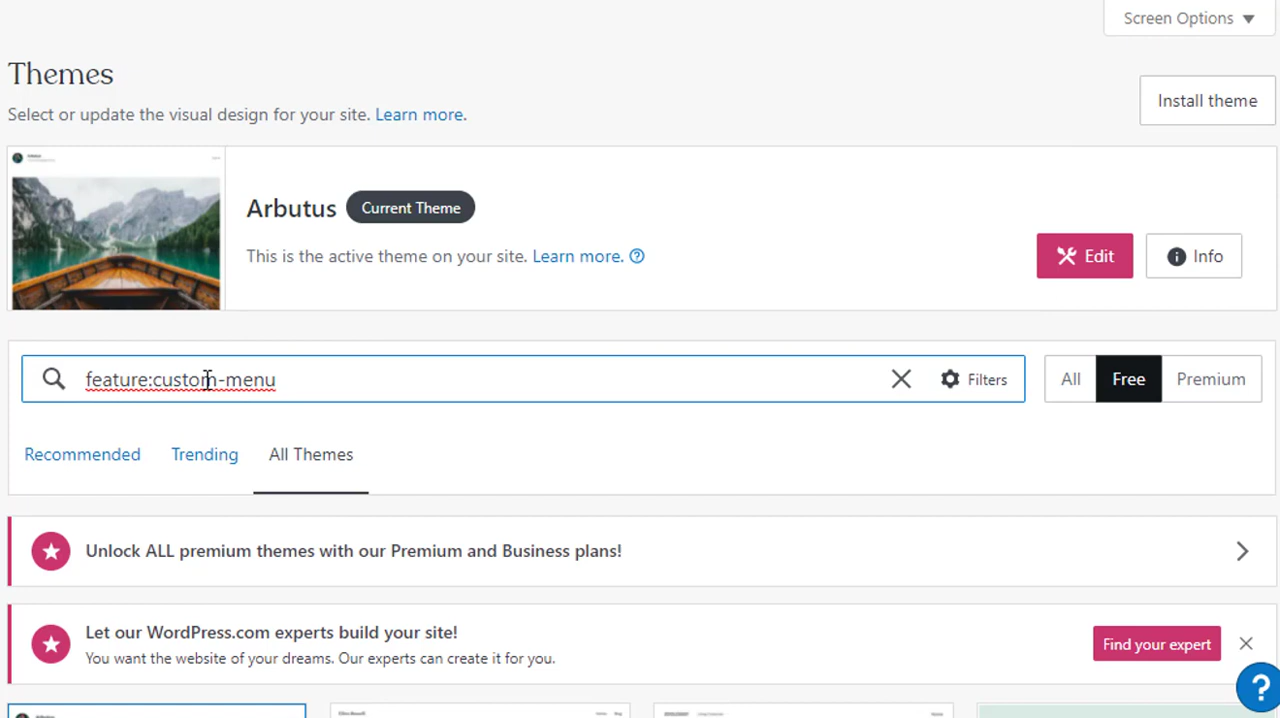 Screen Options
Themes
Select or update the visual design for your site. Learn more.
Install theme
Arbutus Current Theme
This is the active theme on your site. Learn more. ?
Edit
Info
feature:custom-menu
Filters
All Free Premium
Recommended Trending All Themes
Unlock ALL premium themes with our Premium and Business plans!
Let our WordPress.com experts build your site!
You want the website of your dreams. Our experts can create it for you.
Find your expert
?